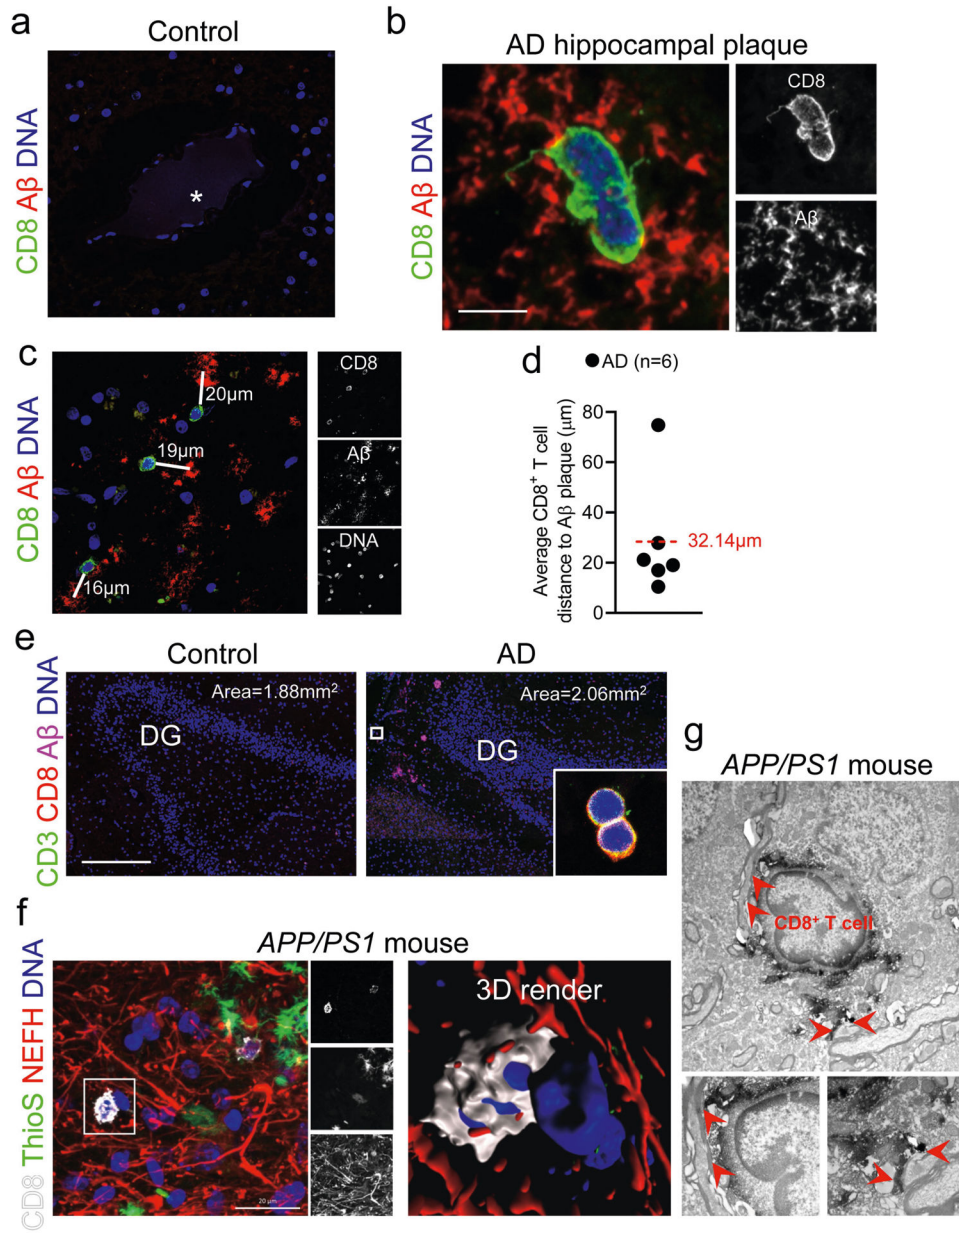 a
Control
CD8 Aβ DNA
*
b
AD hippocampal plaque
CD8 Aβ DNA
CD8
Aβ
c
CD8 Aβ DNA
20μm
19μm
16μm
CD8
Aβ
DNA
d
AD (n=6)
Average CD8⁺ T cell
distance to Aβ plaque (μm)
80
60
40
20
0
32.14μm
e
Control
AD
CD3 CD8 Aβ DNA
Area=1.88mm²
DG
Area=2.06mm²
DG
f
APP/PS1 mouse
CD8 ThioS NEFH DNA
20 μm
3D render
g
APP/PS1 mouse
CD8⁺ T cell